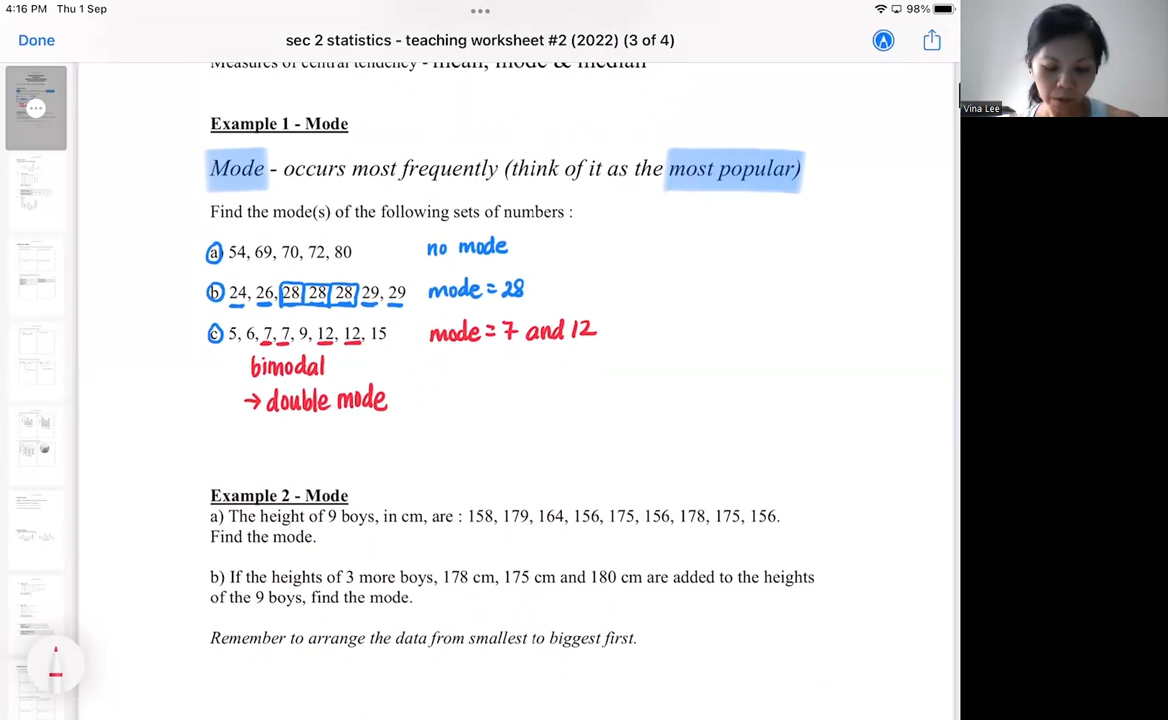 4:16 PM Thu 1 Sep
98%
Done
sec 2 statistics - teaching worksheet #2 (2022) (3 of 4)
Vina Lee
Measures of central tendency - mean, mode & median
Example 1 - Mode
Mode - occurs most frequently (think of it as the most popular)
Find the mode(s) of the following sets of numbers :
a) 54, 69, 70, 72, 80 no mode
b) 24, 26, 28, 28, 28, 29, 29 mode = 28
c) 5, 6, 7, 7, 9, 12, 12, 15 mode = 7 and 12
bimodal
→ double mode
Example 2 - Mode
a) The height of 9 boys, in cm, are : 158, 179, 164, 156, 175, 156, 178, 175, 156.
Find the mode.
b) If the heights of 3 more boys, 178 cm, 175 cm and 180 cm are added to the heights
of the 9 boys, find the mode.
Remember to arrange the data from smallest to biggest first.